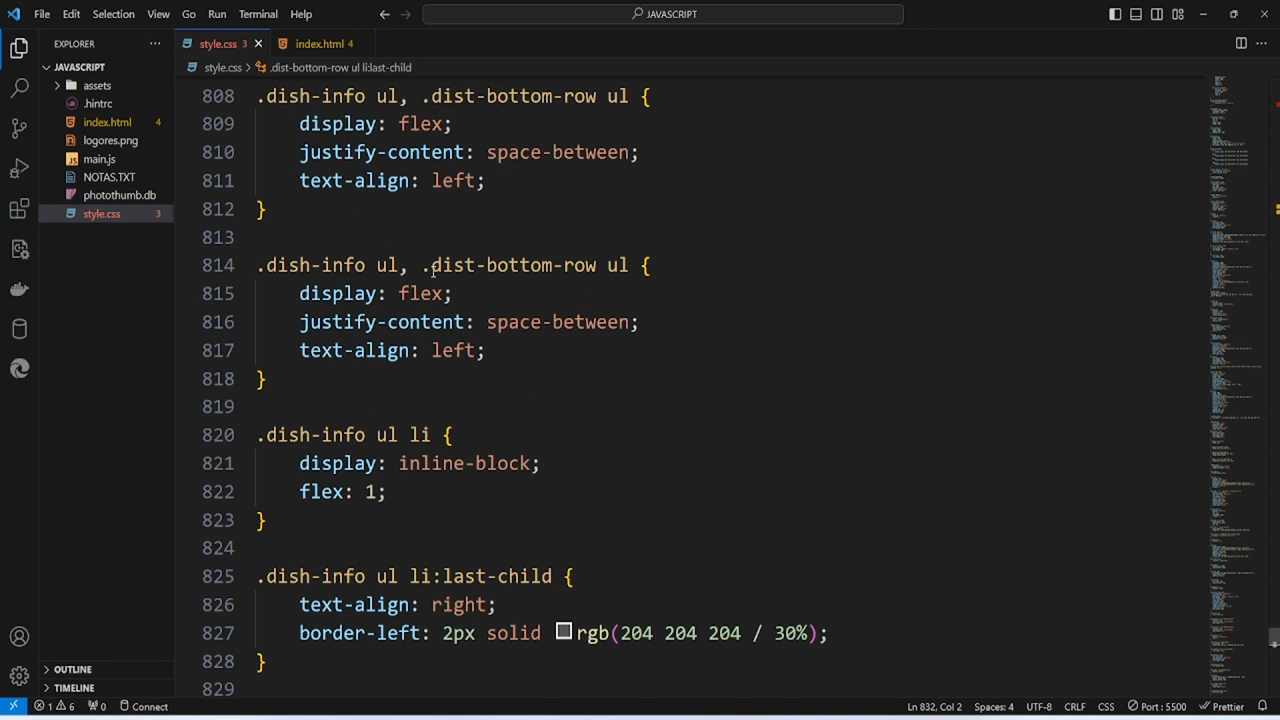 File Edit Selection View Go Run Terminal Help
JAVASCRIPT
EXPLORER
style.css 3
index.html 4
JAVASCRIPT
style.css > .dist-bottom-row ul li:last-child
assets
.hintrc
index.html 4
logores.png
main.js
NOTAS.TXT
photothumb.db
style.css 3
808 .dish-info ul, .dist-bottom-row ul {
809 display: flex;
810 justify-content: space-between;
811 text-align: left;
812 }
813
814 .dish-info ul, .dist-bottom-row ul {
815 display: flex;
816 justify-content: space-between;
817 text-align: left;
818 }
819
820 .dish-info ul li {
821 display: inline-block;
822 flex: 1;
823 }
824
825 .dish-info ul li:last-child {
826 text-align: right;
827 border-left: 2px rgb(204 204 /
828 }
829
OUTLINE
TIMELINE
1 6 0 Connect
Ln 832, Col 2 Spaces: 4 UTF-8 CRLF CSS Port : 5500 Prettier